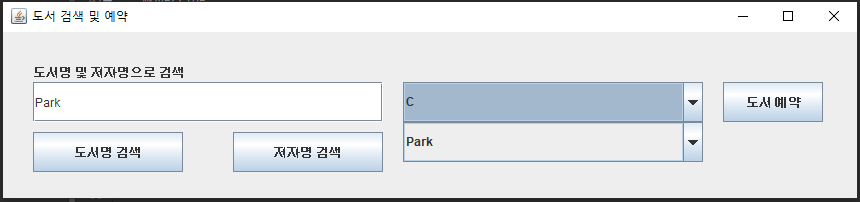 도서 검색 및 예약
도서명 및 저자명으로 검색
Park
C
도서 예약
Park
도서명 검색
저자명 검색